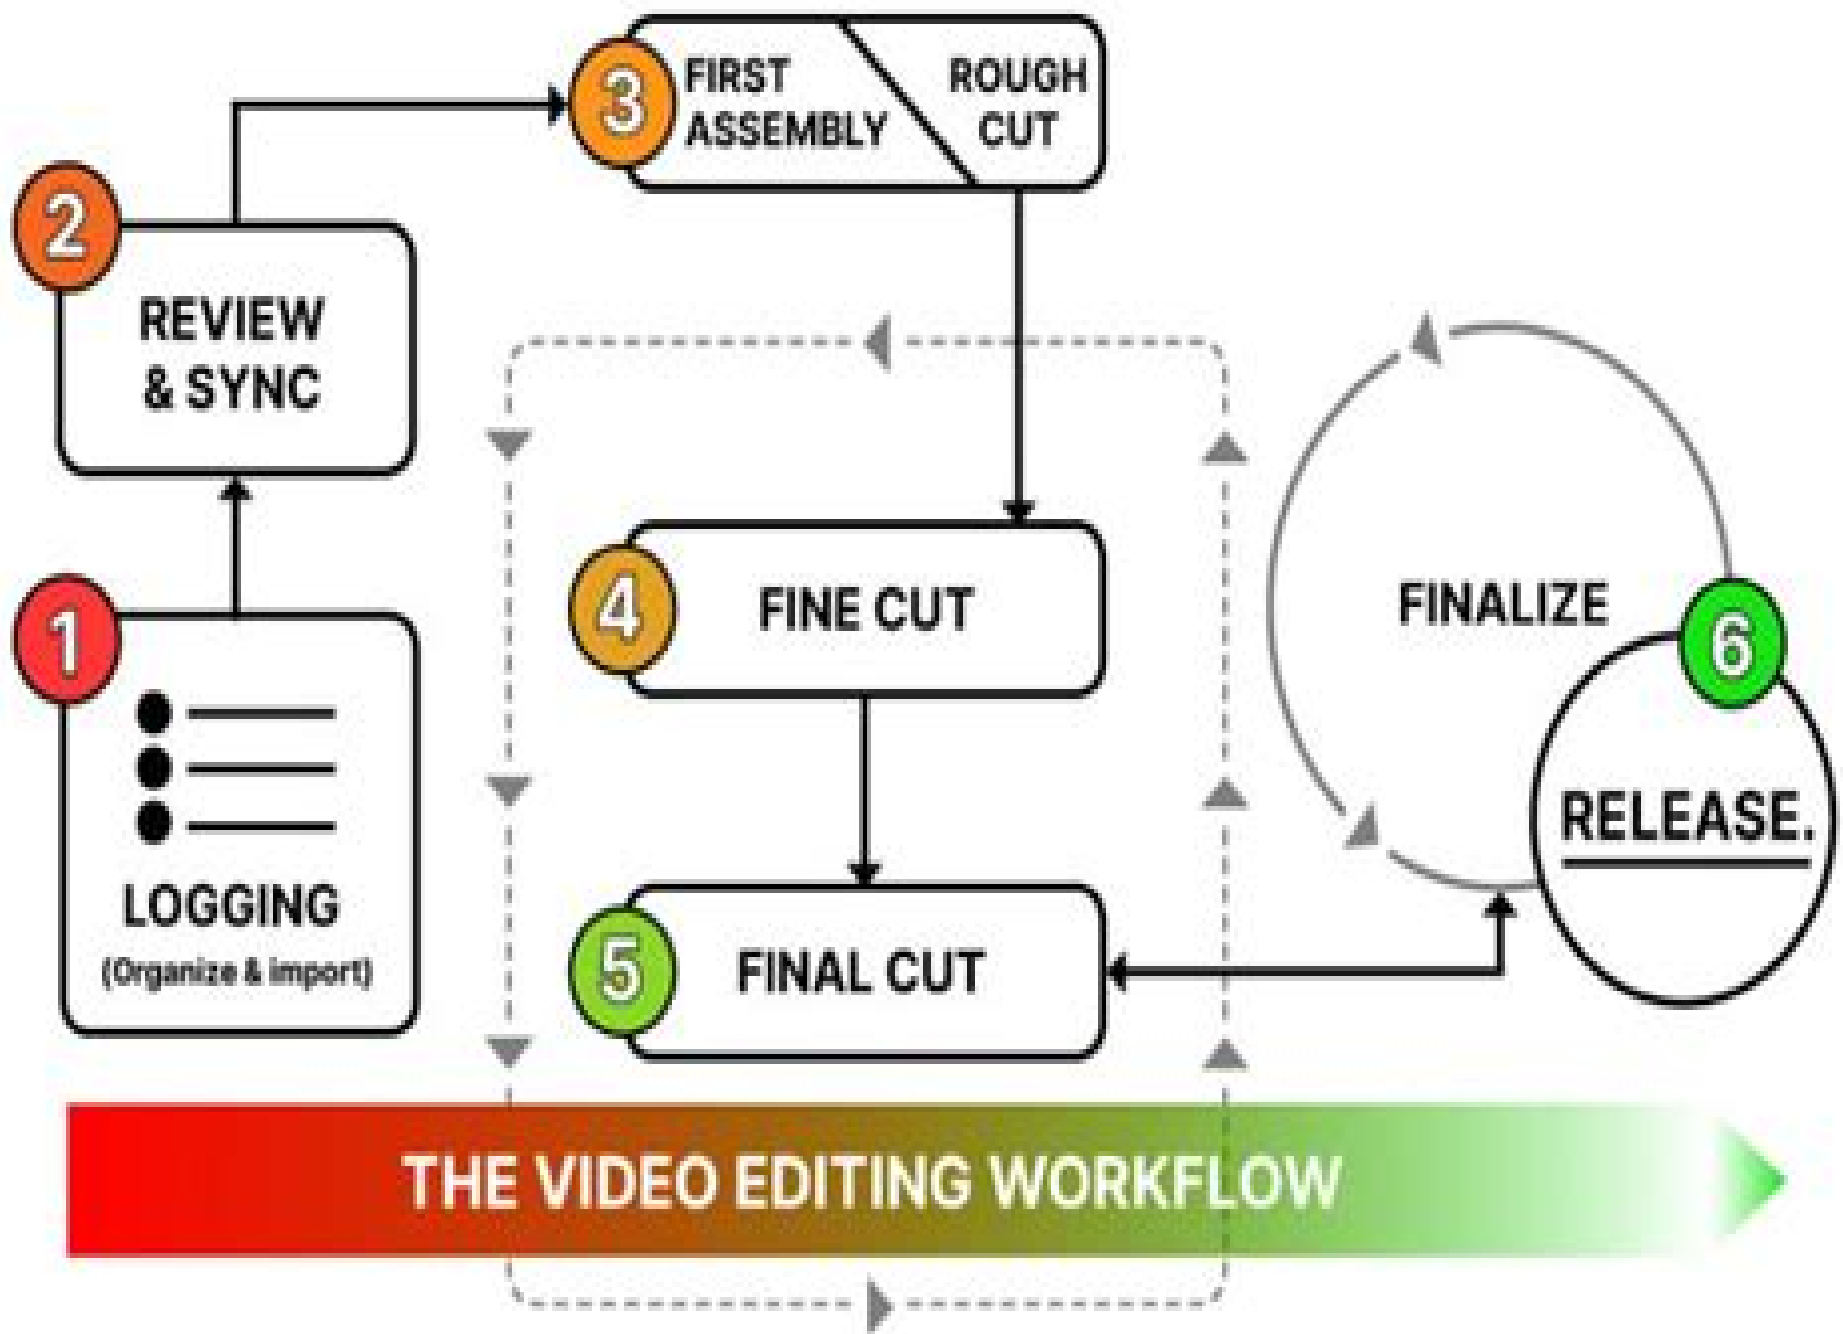 1
LOGGING
(Organize & import)
2
REVIEW
& SYNC
3
FIRST
ASSEMBLY
ROUGH
CUT
4
FINE CUT
5
FINAL CUT
FINALIZE
6
RELEASE.
THE VIDEO EDITING WORKFLOW